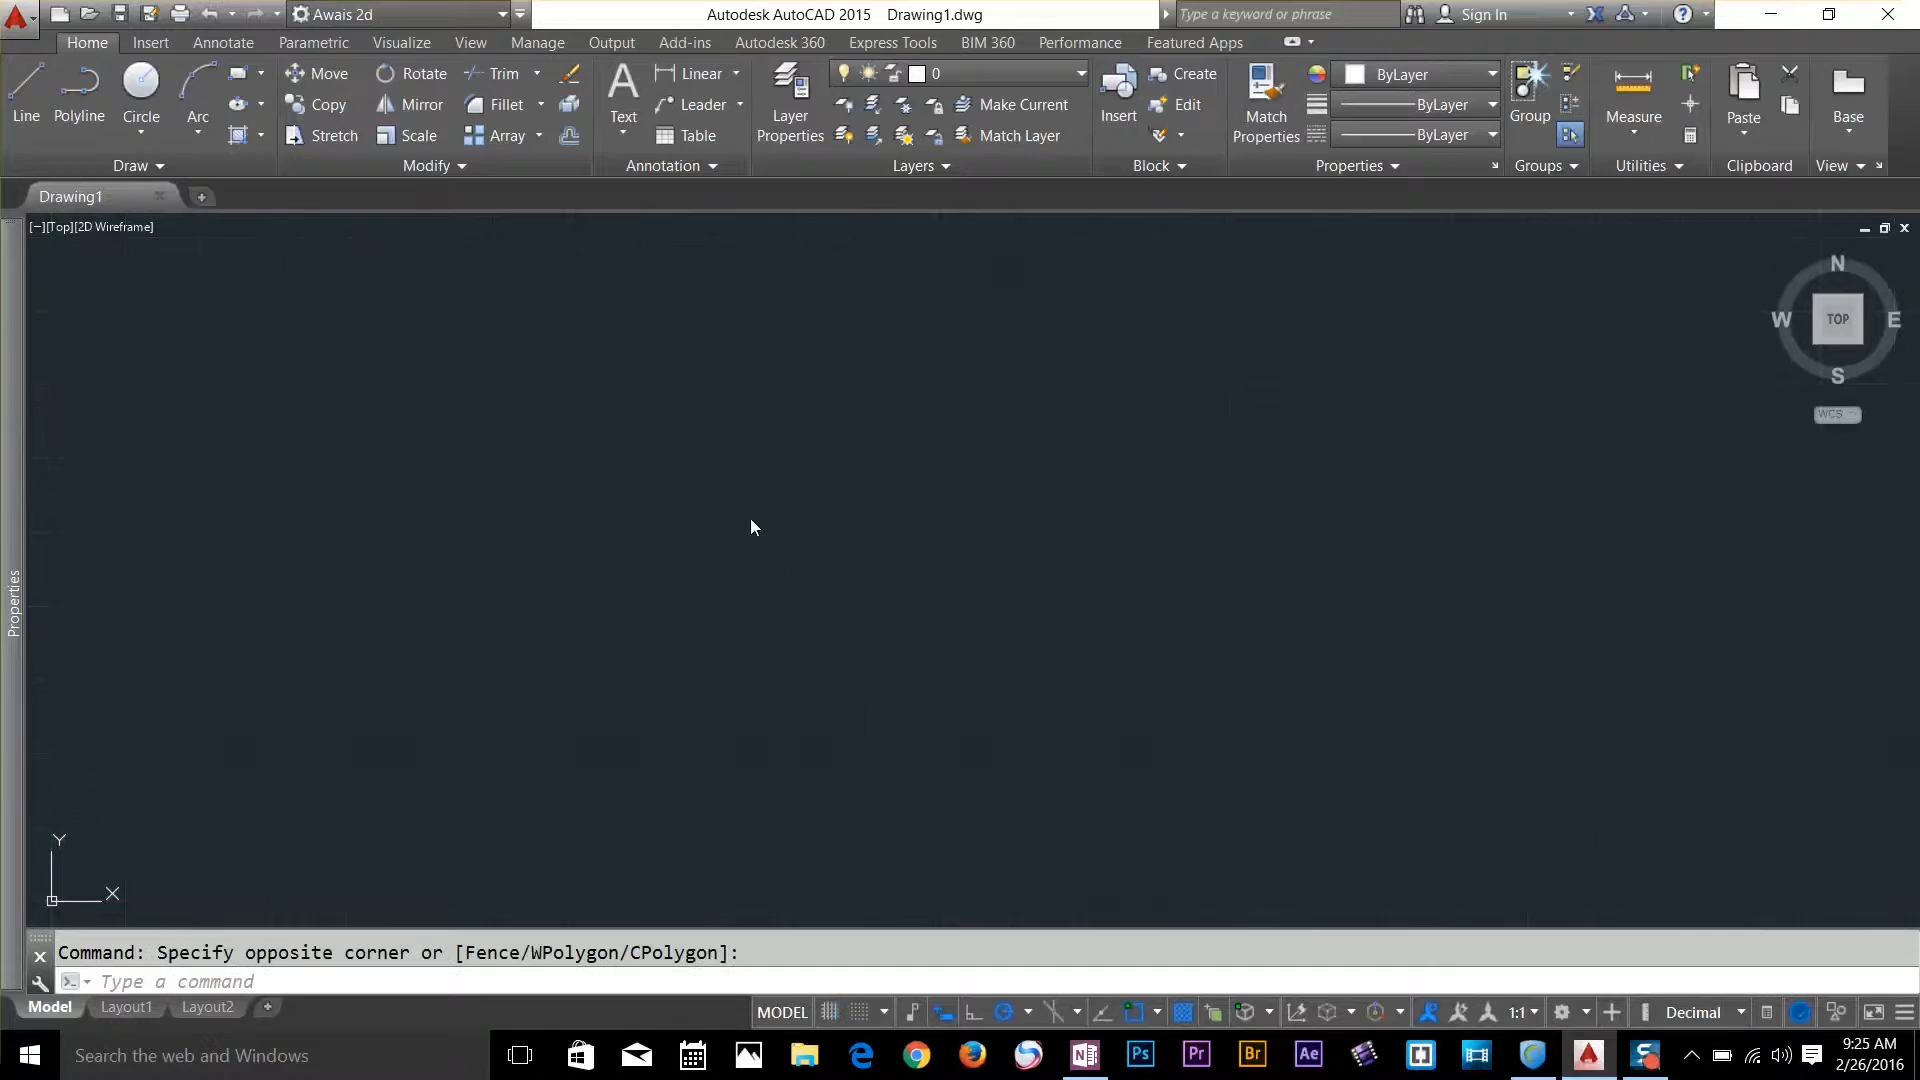 Awais 2d
Autodesk AutoCAD 2015 Drawing1.dwg
Type a keyword or phrase
Sign In
Home Insert Annotate Parametric Visualize View Manage Output Add-ins Autodesk 360 Express Tools BIM 360 Performance Featured Apps
Line Polyline Circle Arc
Move Rotate Trim
Copy Mirror Fillet
Stretch Scale Array
Text
Linear
Leader
Table
Layer Properties
0
Make Current
Match Layer
Insert
Create
Edit
Match Properties
ByLayer
ByLayer
ByLayer
Group
Measure
Paste
Base
Draw Modify Annotation Layers Block Properties Groups Utilities Clipboard View
Drawing1
[−][Top][2D Wireframe]
N
W TOP E
S
WCS
Properties
Y
X
Command: Specify opposite corner or [Fence/WPolygon/CPolygon]:
Type a command
Model Layout1 Layout2
MODEL 1:1 Decimal
Search the web and Windows
N Ps Pr Br Ae
9:25 AM
2/26/2016